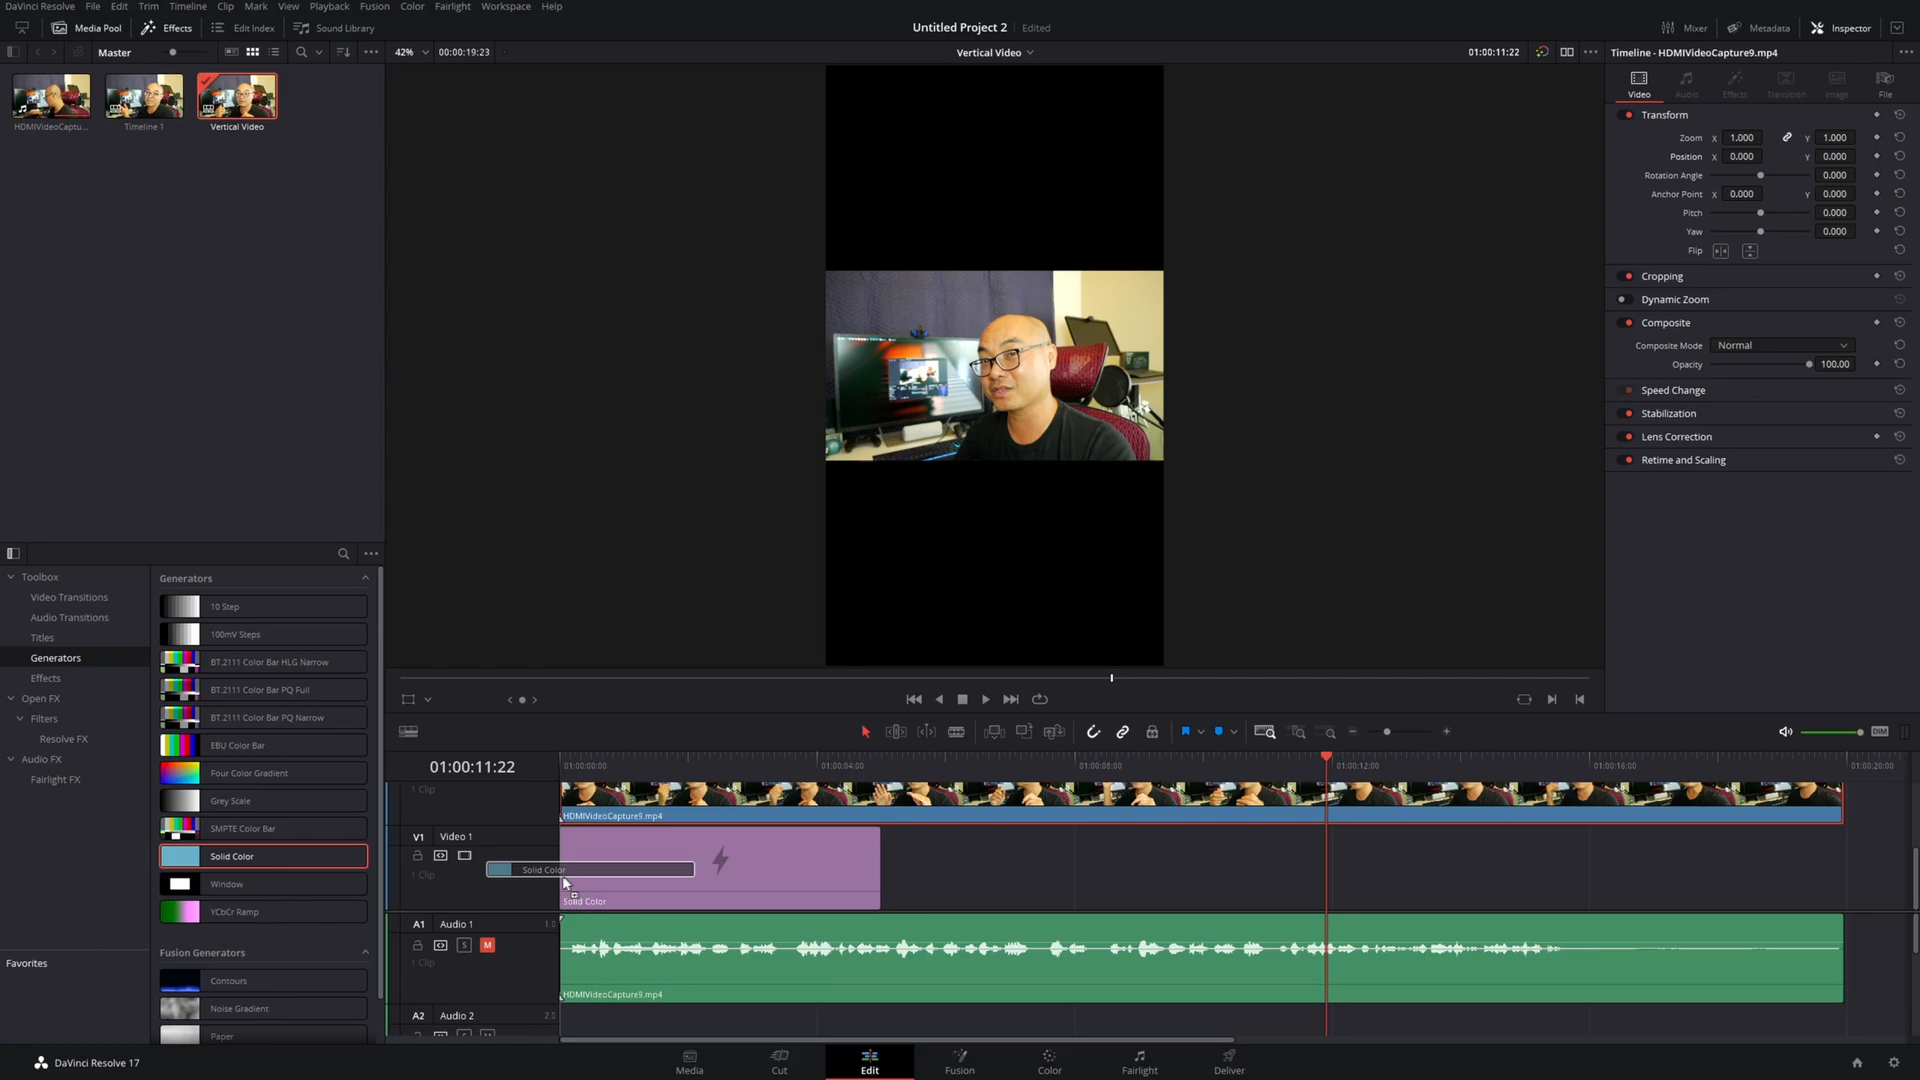 DaVinci Resolve File Edit Trim Timeline Clip Mark View Playback Fusion Color Fairlight Workspace Help
Media Pool Effects Edit Index Sound Library
Untitled Project 2 Edited
Mixer Metadata Inspector
Master
42% 00:00:19:23
Vertical Video
01:00:11:22
Timeline - HDMIVideoCapture9.mp4
Video Audio Effects Transition Image File
HDMIVideoCaptu...
Timeline 1
Vertical Video
Transform
Zoom X 1.000 Y 1.000
Position X 0.000 Y 0.000
Rotation Angle 0.000
Anchor Point X 0.000 Y 0.000
Pitch 0.000
Yaw 0.000
Flip
Cropping
Dynamic Zoom
Composite
Composite Mode Normal
Opacity 100.00
Speed Change
Stabilization
Lens Correction
Retime and Scaling
Toolbox
Video Transitions
Audio Transitions
Titles
Generators
Effects
Open FX
Filters
Resolve FX
Audio FX
Fairlight FX
Favorites
Generators
10 Step
100mV Steps
BT.2111 Color Bar HLG Narrow
BT.2111 Color Bar PQ Full
BT.2111 Color Bar PQ Narrow
EBU Color Bar
Four Color Gradient
Grey Scale
SMPTE Color Bar
Solid Color
Window
YCbCr Ramp
Fusion Generators
Contours
Noise Gradient
Paper
DIM
01:00:11:22
01:00:00:00 01:00:04:00 01:00:08:00 01:00:12:00 01:00:16:00 01:00:20:00
1 Clip
HDMIVideoCapture9.mp4
V1 Video 1
1 Clip
Solid Color
Solid Color
A1 Audio 1 1.0
S M
1 Clip
HDMIVideoCapture9.mp4
A2 Audio 2 2.0
S M
DaVinci Resolve 17
Media Cut Edit Fusion Color Fairlight Deliver